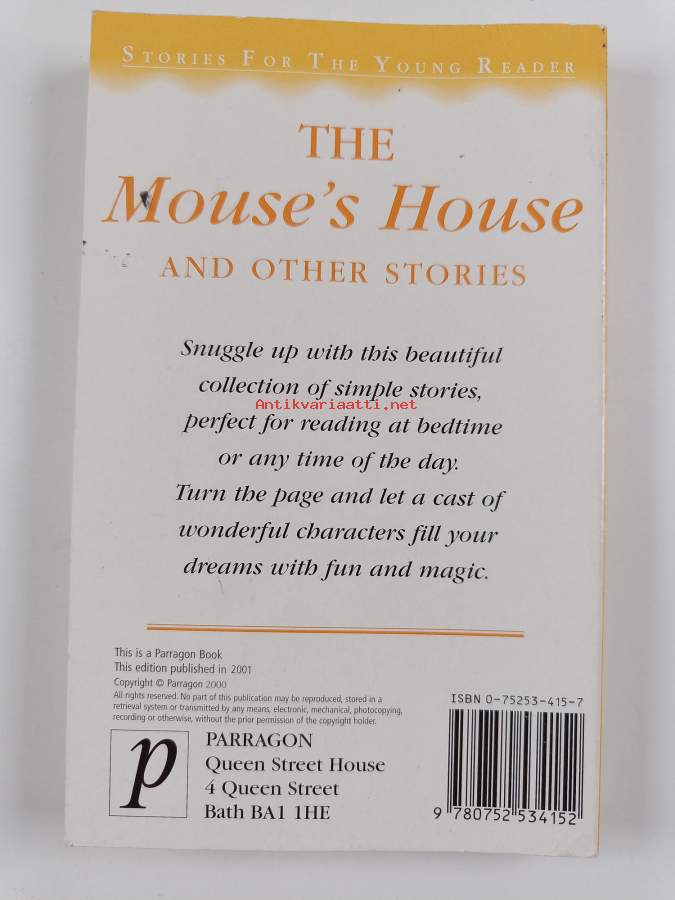 STORIES FOR THE YOUNG READER
THE
Mouse's House
AND OTHER STORIES
Snuggle up with this beautiful
collection of simple stories,
Antikvariaatti.net
perfect for reading at bedtime
or any time of the day.
Turn the page and let a cast of
wonderful characters fill your
dreams with fun and magic.
This is a Parragon Book
This edition published in 2001
Copyright © Parragon 2000
All rights reserved. No part of this publication may be reproduced, stored in a
retrieval system or transmitted by any means, electronic, mechanical, photocopying,
recording or otherwise, without the prior permission of the copyright holder.
p
PARRAGON
Queen Street House
4 Queen Street
Bath BA1 1HE
ISBN 0-75253-415-7
9 780752 534152